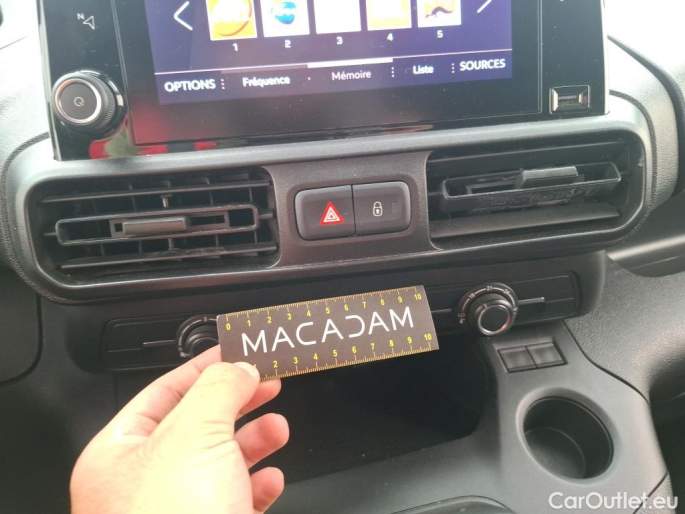 N
1 2 3 4 5
OPTIONS Fréquence Mémoire Liste SOURCES
0 1 2 3 4 5 6 7 8 9 10
MACADAM
1 2 3 4 5 6 7 8 9 10
CarOutlet.eu